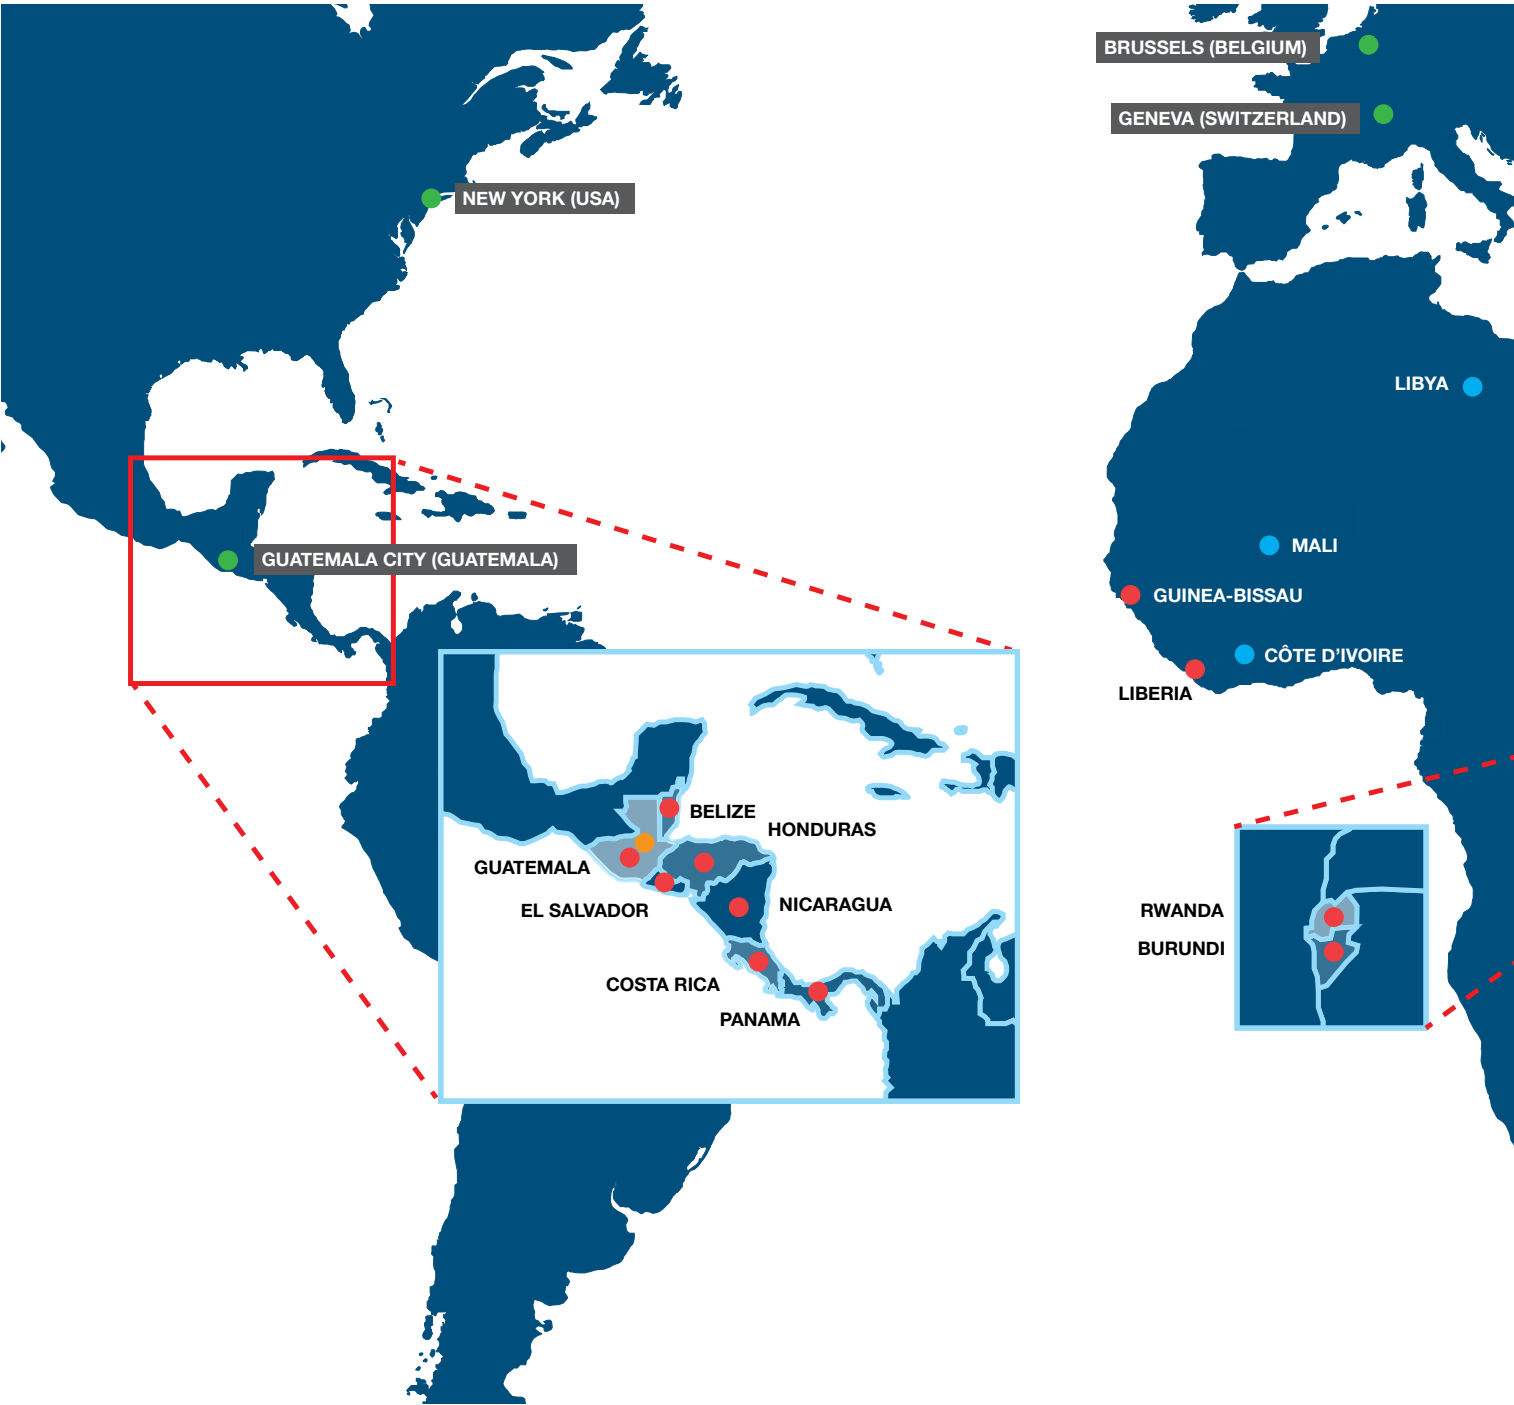 BRUSSELS (BELGIUM)
GENEVA (SWITZERLAND)
NEW YORK (USA)
LIBYA
MALI
GUATEMALA CITY (GUATEMALA)
GUINEA-BISSAU
CÔTE D'IVOIRE
LIBERIA
BELIZE
HONDURAS
GUATEMALA
NICARAGUA
EL SALVADOR
RWANDA
BURUNDI
COSTA RICA
PANAMA